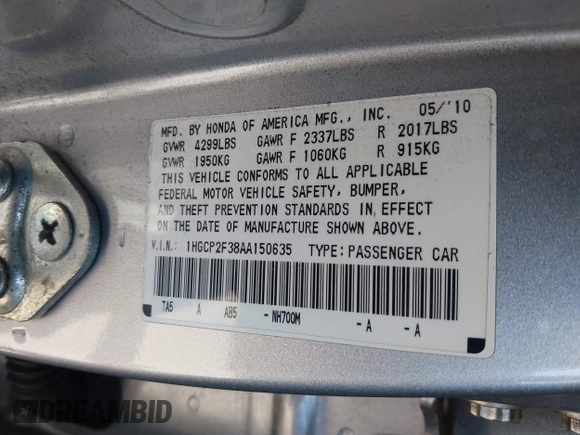 MFD. BY HONDA OF AMERICA MFG., INC. 05/'10
GVWR 4299LBS GAWR F 2337LBS R 2017LBS
GVWR 1950KG GAWR F 1060KG R 915KG
THIS VEHICLE CONFORMS TO ALL APPLICABLE
FEDERAL MOTOR VEHICLE SAFETY, BUMPER,
AND THEFT PREVENTION STANDARDS IN EFFECT
ON THE DATE OF MANUFACTURE SHOWN ABOVE.
V.I.N.: 1HGCP2F38AA150635 TYPE: PASSENGER CAR
TA5 A AB5 - NH700M - A - A
DREAMBID